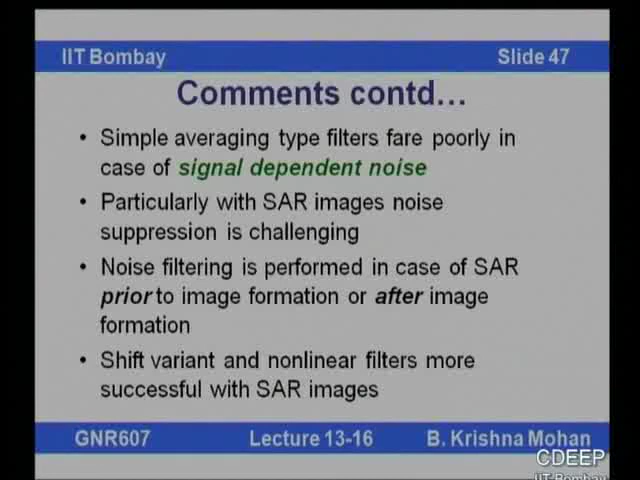 IIT Bombay Slide 47
Comments contd…
• Simple averaging type filters fare poorly in
case of signal dependent noise
• Particularly with SAR images noise
suppression is challenging
• Noise filtering is performed in case of SAR
prior to image formation or after image
formation
• Shift variant and nonlinear filters more
successful with SAR images
GNR607 Lecture 13-16 B. Krishna Mohan
CDEEP
IIT Bombay